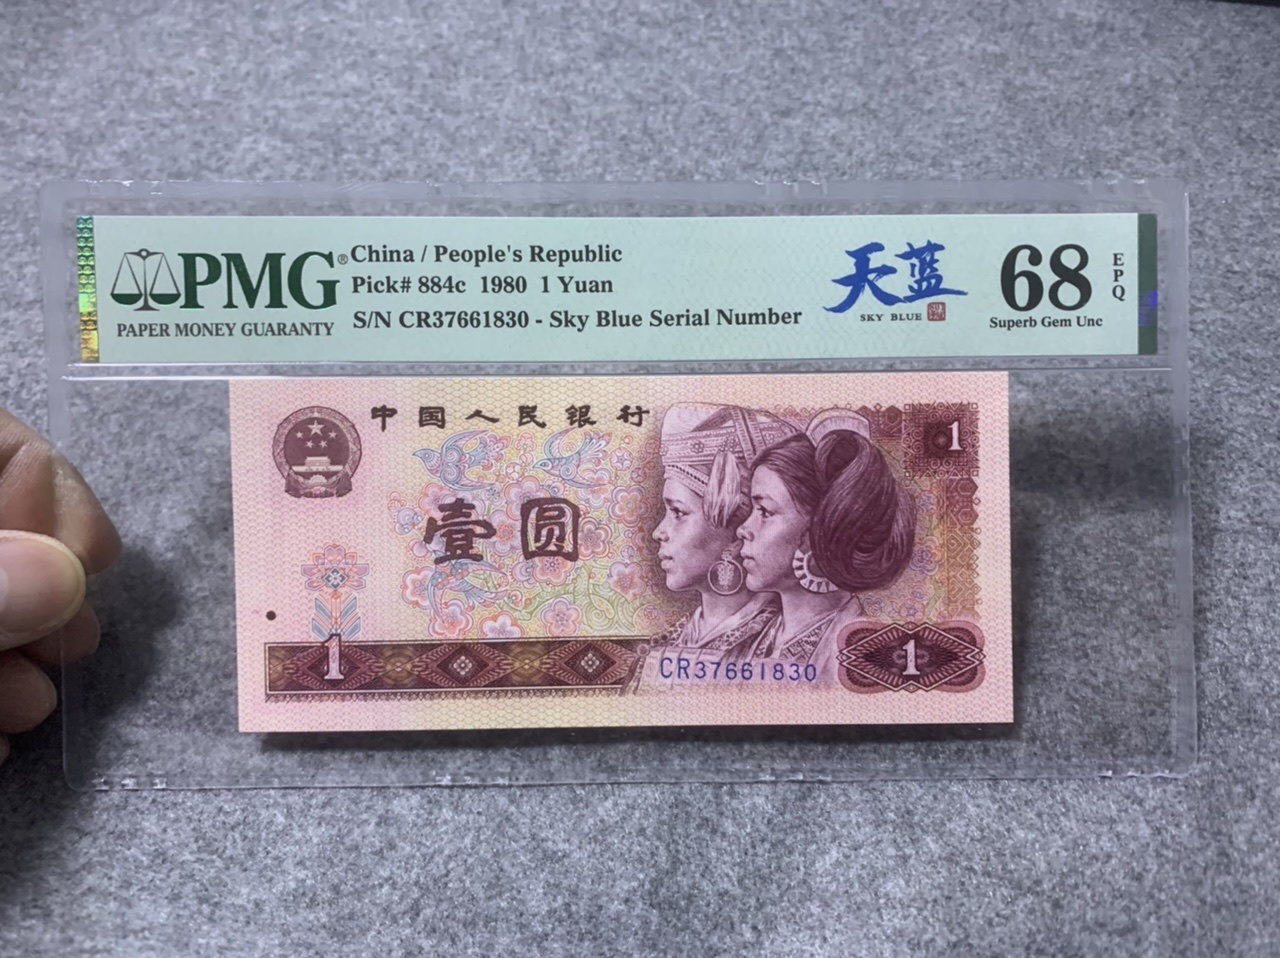 PMG®
PAPER MONEY GUARANTY
China / People's Republic
Pick# 884c 1980 1 Yuan
S/N CR37661830 - Sky Blue Serial Number
天蓝
SKY BLUE
68
EPQ
Superb Gem Unc
中国人民银行
1
壹圆
1
CR37661830
1